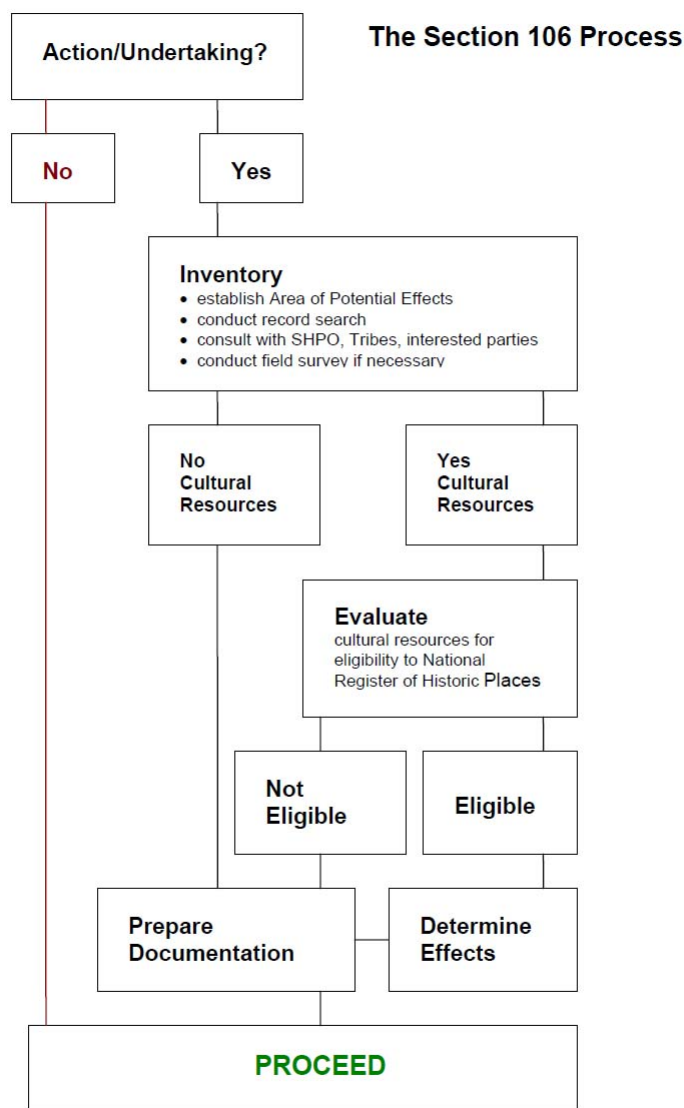 The Section 106 Process
Action/Undertaking?
No
Yes
Inventory
• establish Area of Potential Effects
• conduct record search
• consult with SHPO, Tribes, interested parties
• conduct field survey if necessary
No
Cultural
Resources
Yes
Cultural
Resources
Evaluate
cultural resources for
eligibility to National
Register of Historic Places
Not
Eligible
Eligible
Prepare
Documentation
Determine
Effects
PROCEED